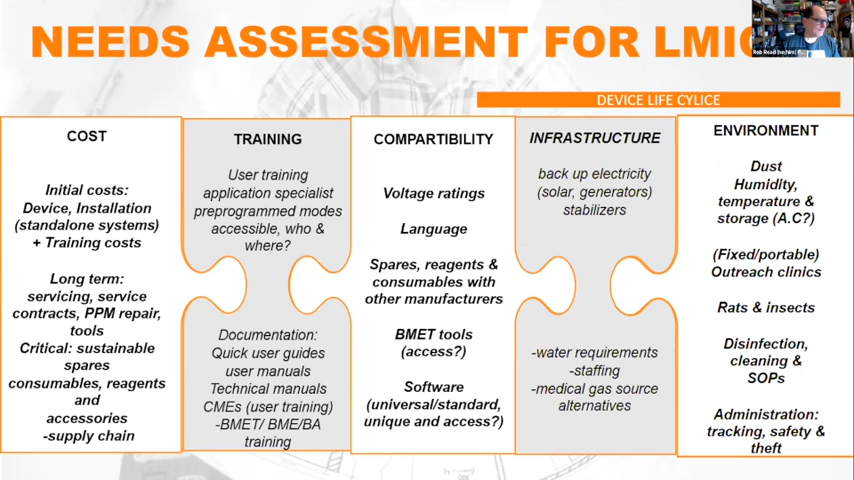 NEEDS ASSESSMENT FOR LMIC
Rob Read (he/him)
DEVICE LIFE CYLICE
COST
Initial costs:
Device, Installation
(standalone systems)
+ Training costs
Long term:
servicing, service
contracts, PPM repair,
tools
Critical: sustainable
spares
consumables, reagents
and
accessories
-supply chain
TRAINING
User training
application specialist
preprogrammed modes
accessible, who &
where?
Documentation:
Quick user guides
user manuals
Technical manuals
CMEs (user training)
-BMET/ BME/BA
training
COMPARTIBILITY
Voltage ratings
Language
Spares, reagents &
consumables with
other manufacturers
BMET tools
(access?)
Software
(universal/standard,
unique and access?)
INFRASTRUCTURE
back up electricity
(solar, generators)
stabilizers
-water requirements
-staffing
-medical gas source
alternatives
ENVIRONMENT
Dust
Humidity,
temperature &
storage (A.C?)
(Fixed/portable)
Outreach clinics
Rats & insects
Disinfection,
cleaning &
SOPs
Administration:
tracking, safety &
theft